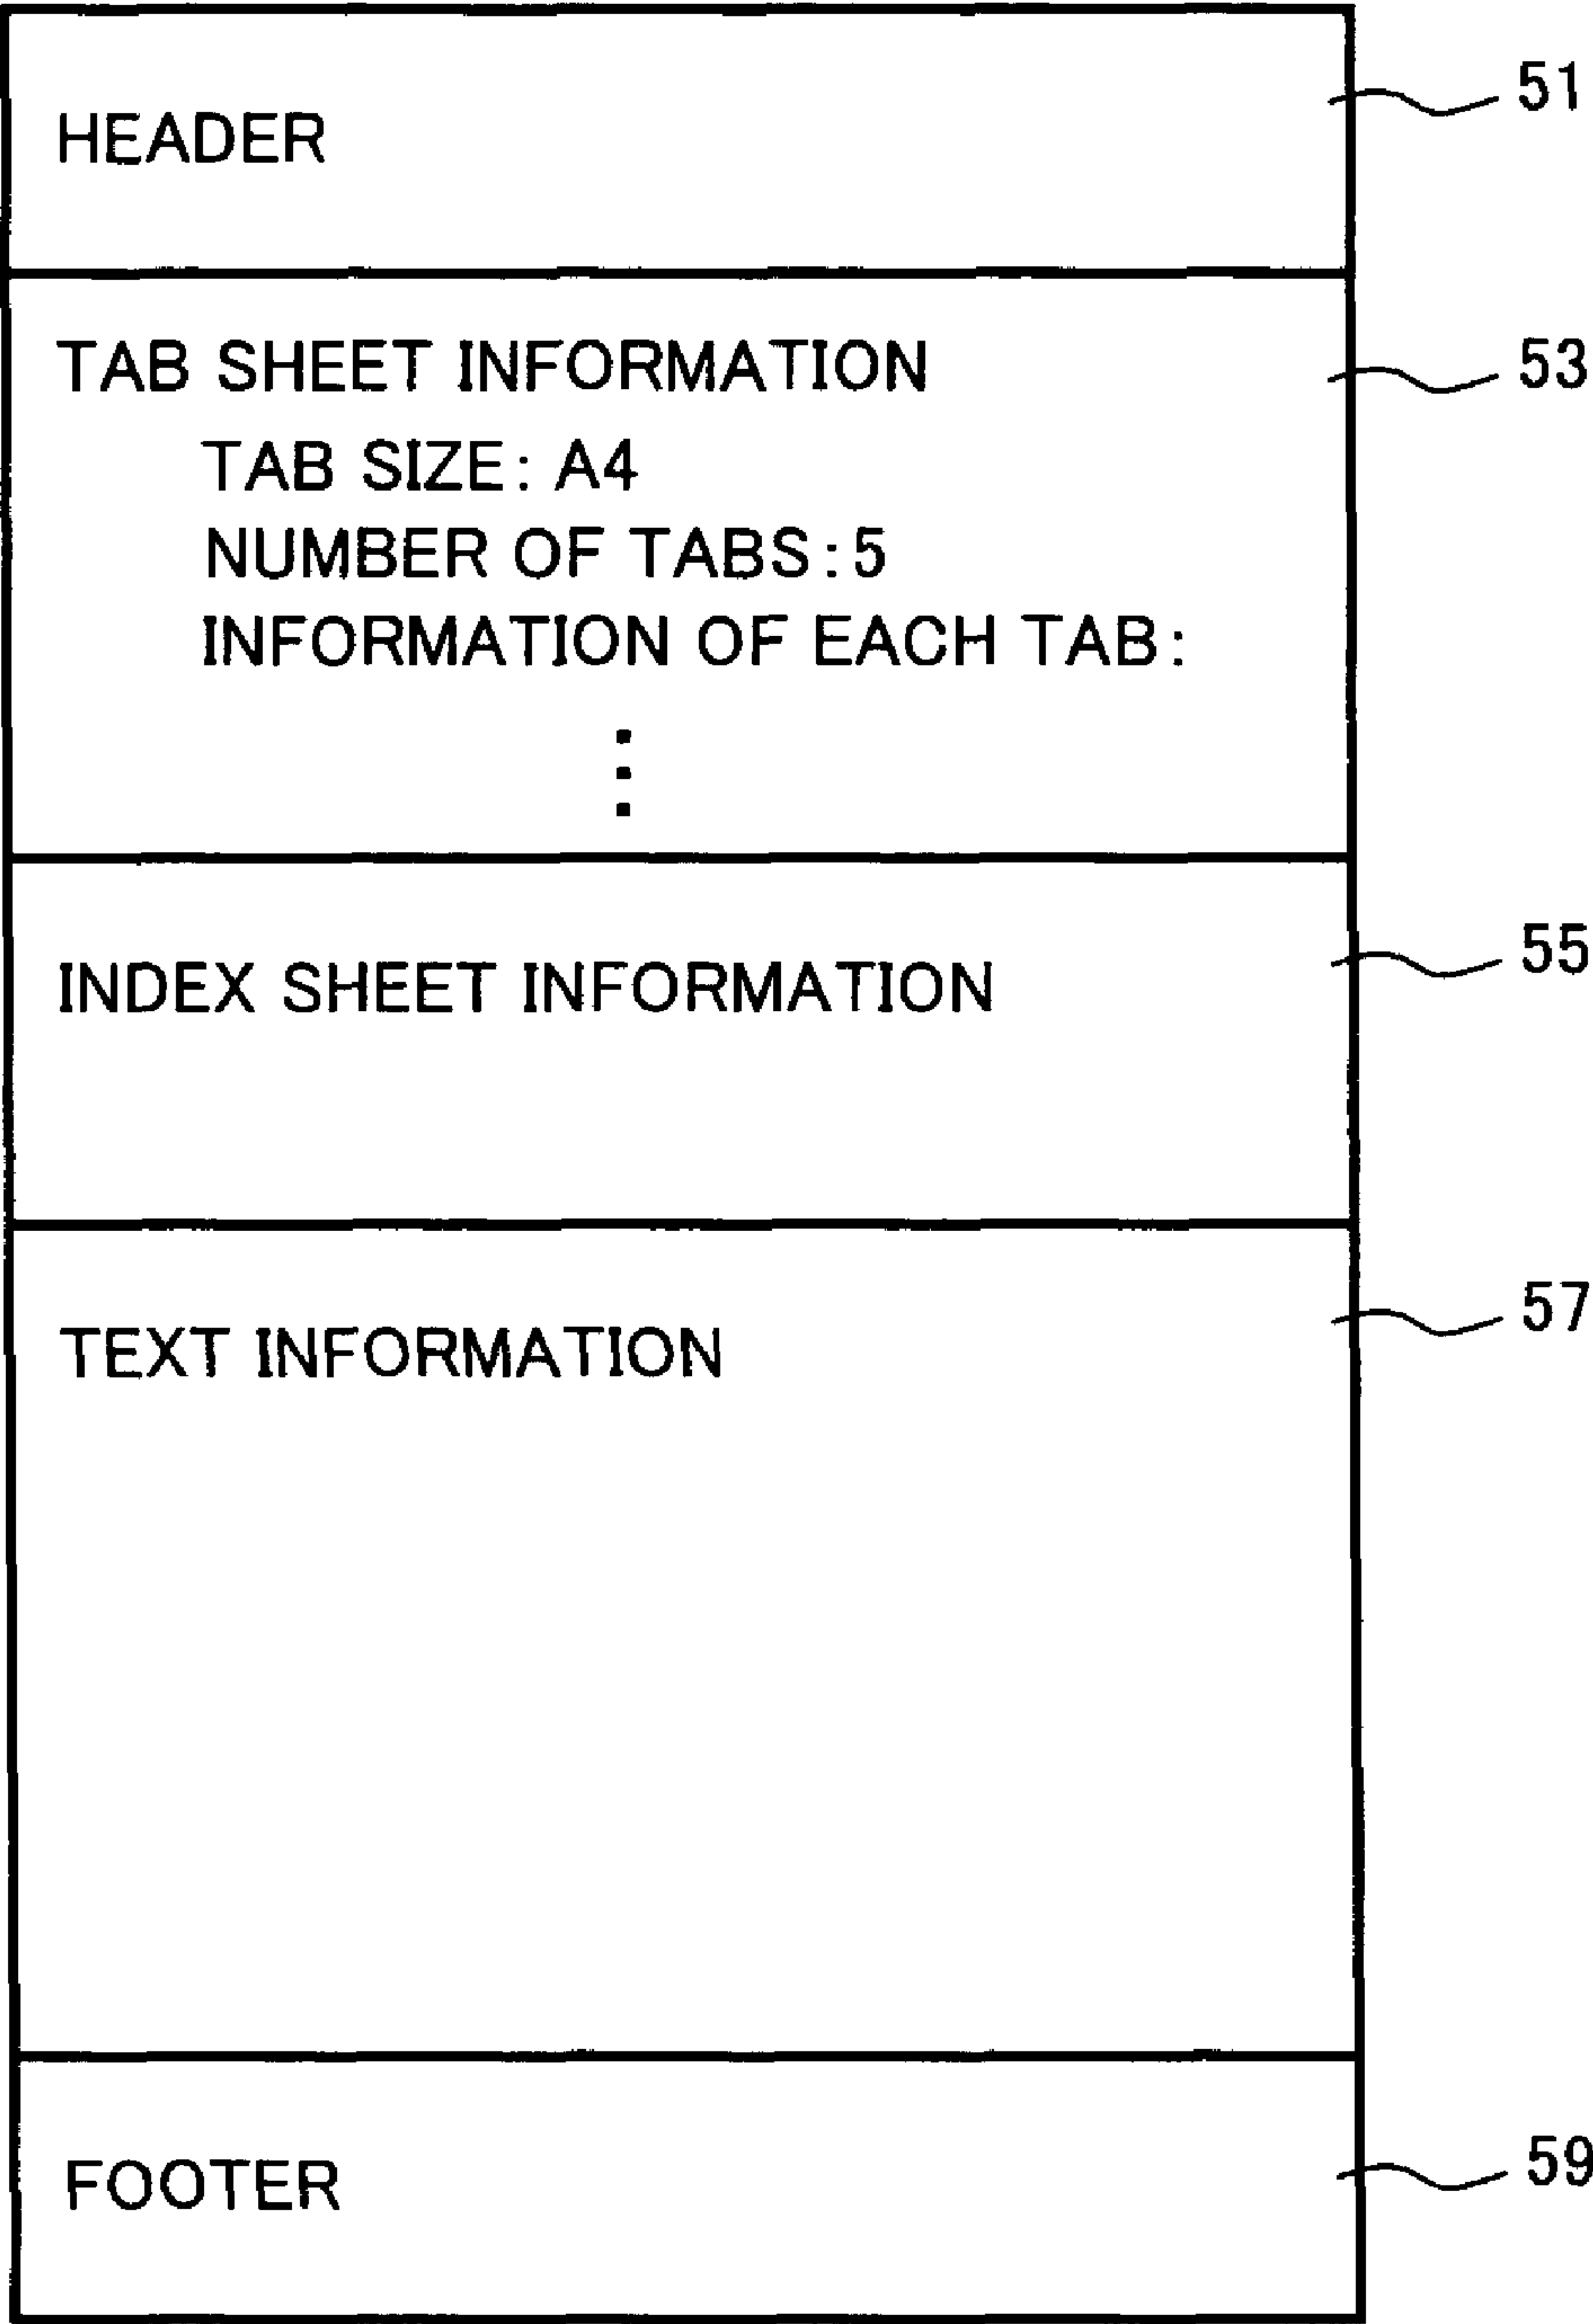 HEADER
51
TAB SHEET INFORMATION
53
TAB SIZE: A4
NUMBER OF TABS:5
INFORMATION OF EACH TAB:
INDEX SHEET INFORMATION
55
TEXT INFORMATION
57
FOOTER
59